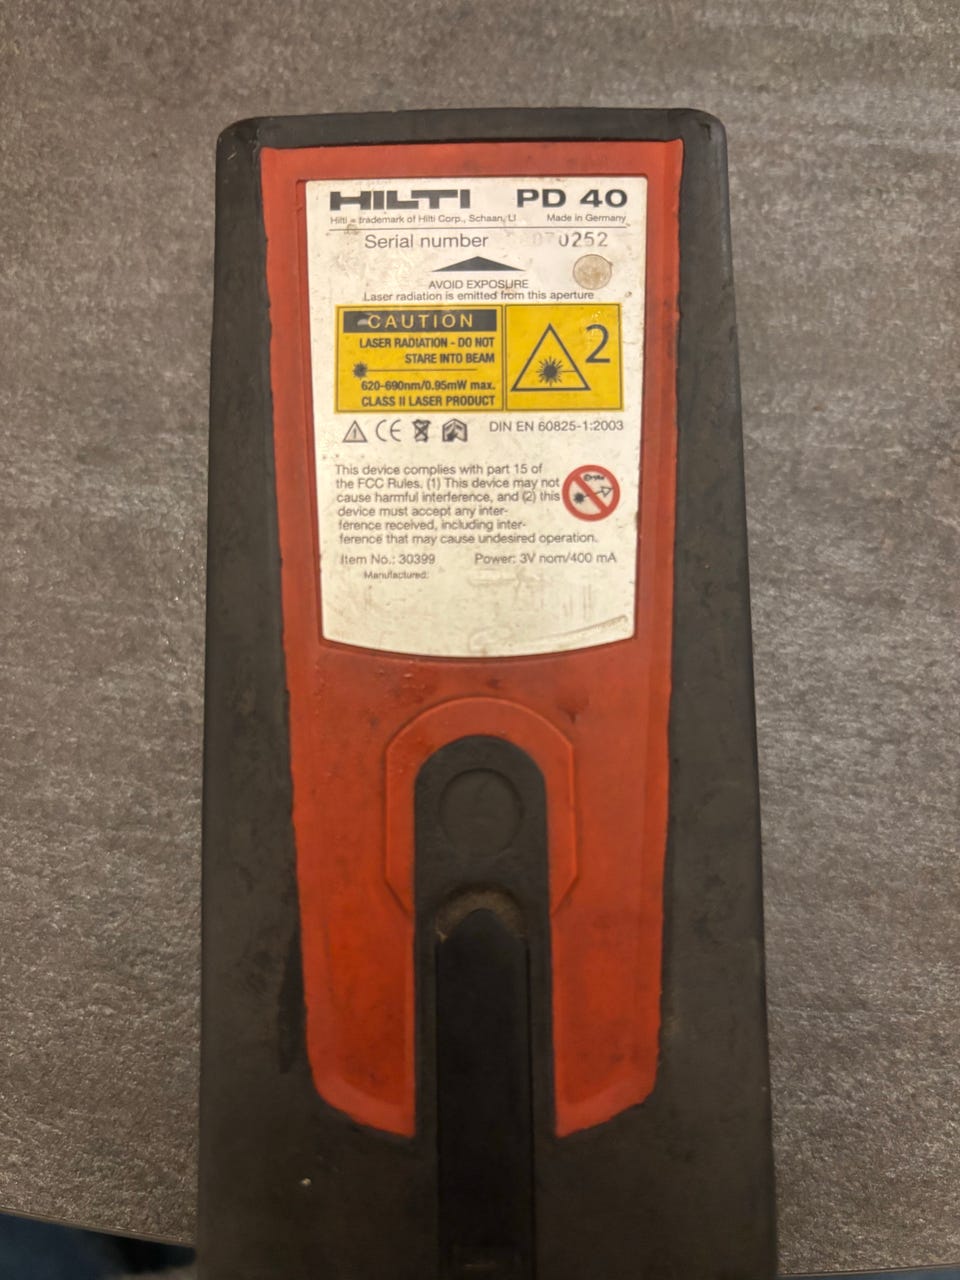 HILTI PD 40
Hilti = trademark of Hilti Corp., Schaan, LI Made in Germany
Serial number
AVOID EXPOSURE
Laser radiation is emitted from this aperture
CAUTION
LASER RADIATION - DO NOT
STARE INTO BEAM
620-690nm/0.95mW max.
CLASS II LASER PRODUCT
2
CE DIN EN 60825-1:2003
This device complies with part 15 of
the FCC Rules. (1) This device may not
cause harmful interference, and (2) this
device must accept any inter-
ference received, including inter-
ference that may cause undesired operation.
Item No.: 30399 Power: 3V nom/400 mA
Manufactured: